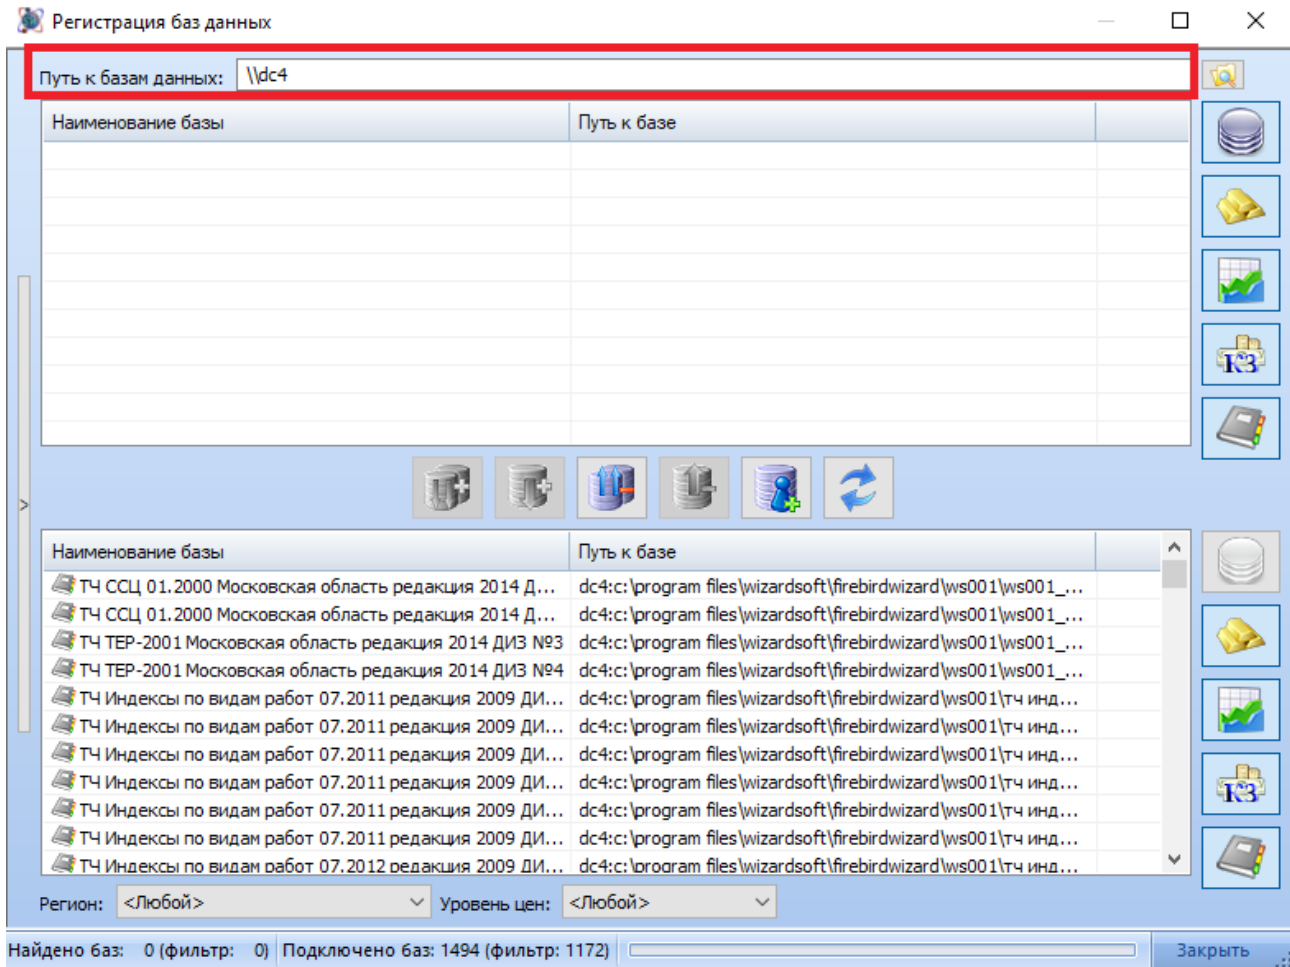 Регистрация баз данных
Путь к базам данных: \\dc4
Наименование базы Путь к базе
КЗ
>
Наименование базы Путь к базе
ТЧ ССЦ 01.2000 Московская область редакция 2014 Д... dc4:c:\program files\wizardsoft\firebirdwizard\ws001\ws001_...
ТЧ ССЦ 01.2000 Московская область редакция 2014 Д... dc4:c:\program files\wizardsoft\firebirdwizard\ws001\ws001_...
ТЧ ТЕР-2001 Московская область редакция 2014 ДИЗ №3 dc4:c:\program files\wizardsoft\firebirdwizard\ws001\ws001_...
ТЧ ТЕР-2001 Московская область редакция 2014 ДИЗ №4 dc4:c:\program files\wizardsoft\firebirdwizard\ws001\ws001_...
ТЧ Индексы по видам работ 07.2011 редакция 2009 ДИ... dc4:c:\program files\wizardsoft\firebirdwizard\ws001\тч инд...
ТЧ Индексы по видам работ 07.2011 редакция 2009 ДИ... dc4:c:\program files\wizardsoft\firebirdwizard\ws001\тч инд...
ТЧ Индексы по видам работ 07.2011 редакция 2009 ДИ... dc4:c:\program files\wizardsoft\firebirdwizard\ws001\тч инд...
ТЧ Индексы по видам работ 07.2011 редакция 2009 ДИ... dc4:c:\program files\wizardsoft\firebirdwizard\ws001\тч инд...
ТЧ Индексы по видам работ 07.2011 редакция 2009 ДИ... dc4:c:\program files\wizardsoft\firebirdwizard\ws001\тч инд...
ТЧ Индексы по видам работ 07.2011 редакция 2009 ДИ... dc4:c:\program files\wizardsoft\firebirdwizard\ws001\тч инд...
ТЧ Индексы по видам работ 07.2012 редакция 2009 ДИ... dc4:c:\program files\wizardsoft\firebirdwizard\ws001\тч инд...
КЗ
Регион: <Любой> Уровень цен: <Любой>
Найдено баз: 0 (фильтр: 0) Подключено баз: 1494 (фильтр: 1172) Закрыть